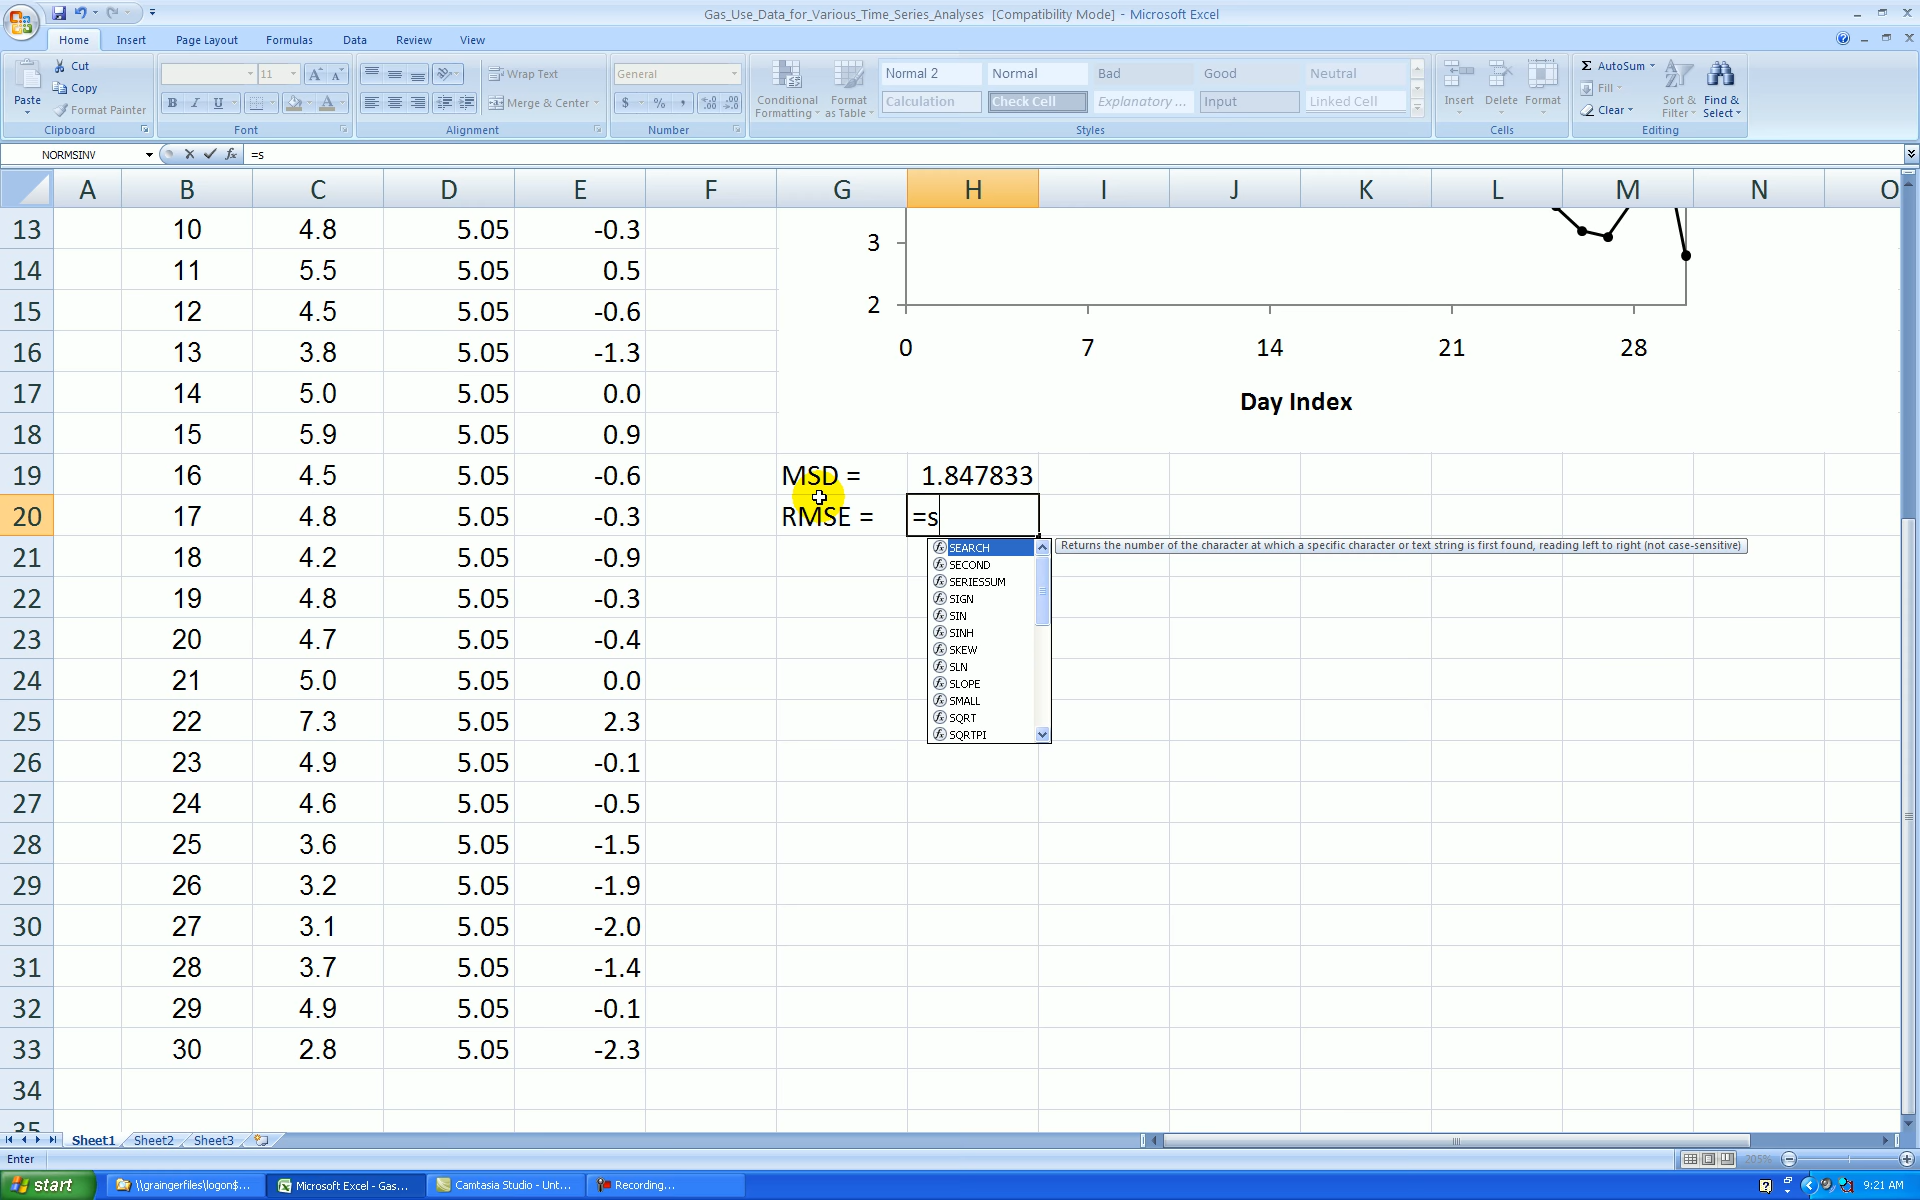 Gas_Use_Data_for_Various_Time_Series_Analyses [Compatibility Mode] - Microsoft Excel
Home Insert Page Layout Formulas Data Review View
Paste
Cut
Copy
Format Painter
Clipboard
11
Font
Wrap Text
Merge & Center
Alignment
General
$ % ,
Number
Conditional Formatting
Format as Table
Normal 2 Normal Bad Good Neutral
Calculation Check Cell Explanatory ... Input Linked Cell
Styles
Insert Delete Format
Cells
AutoSum
Fill
Clear
Sort & Filter
Find & Select
Editing
NORMSINV =s
A B C D E F G H I J K L M N O
13 10 4.8 5.05 -0.3
14 11 5.5 5.05 0.5
15 12 4.5 5.05 -0.6
16 13 3.8 5.05 -1.3
17 14 5.0 5.05 0.0
18 15 5.9 5.05 0.9
19 16 4.5 5.05 -0.6 MSD = 1.847833
20 17 4.8 5.05 -0.3 RMSE = =s
21 18 4.2 5.05 -0.9
22 19 4.8 5.05 -0.3
23 20 4.7 5.05 -0.4
24 21 5.0 5.05 0.0
25 22 7.3 5.05 2.3
26 23 4.9 5.05 -0.1
27 24 4.6 5.05 -0.5
28 25 3.6 5.05 -1.5
29 26 3.2 5.05 -1.9
30 27 3.1 5.05 -2.0
31 28 3.7 5.05 -1.4
32 29 4.9 5.05 -0.1
33 30 2.8 5.05 -2.3
34
35
3
2
0 7 14 21 28
Day Index
SEARCH
SECOND
SERIESSUM
SIGN
SIN
SINH
SKEW
SLN
SLOPE
SMALL
SQRT
SQRTPI
Returns the number of the character at which a specific character or text string is first found, reading left to right (not case-sensitive)
Sheet1 Sheet2 Sheet3
Enter
205%
start
\\graingerfiles\logon$...
Microsoft Excel - Gas...
Camtasia Studio - Unt...
Recording...
9:21 AM